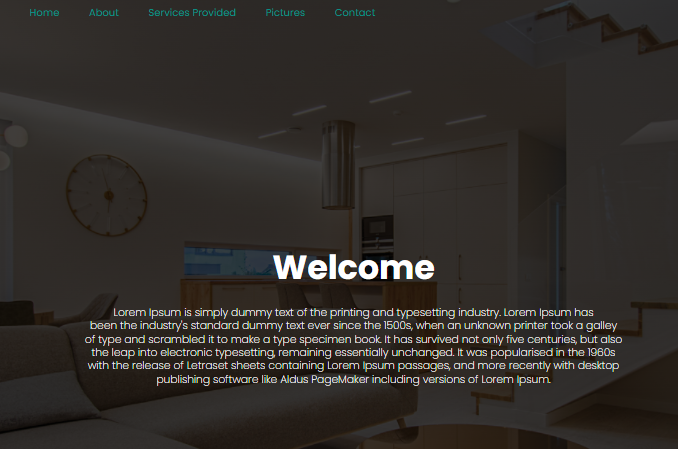 Home About Services Provided Pictures Contact
Welcome
Lorem Ipsum is simply dummy text of the printing and typesetting industry. Lorem Ipsum has
been the industry's standard dummy text ever since the 1500s, when an unknown printer took a galley
of type and scrambled it to make a type specimen book. It has survived not only five centuries, but also
the leap into electronic typesetting, remaining essentially unchanged. It was popularised in the 1960s
with the release of Letraset sheets containing Lorem Ipsum passages, and more recently with desktop
publishing software like Aldus PageMaker including versions of Lorem Ipsum.